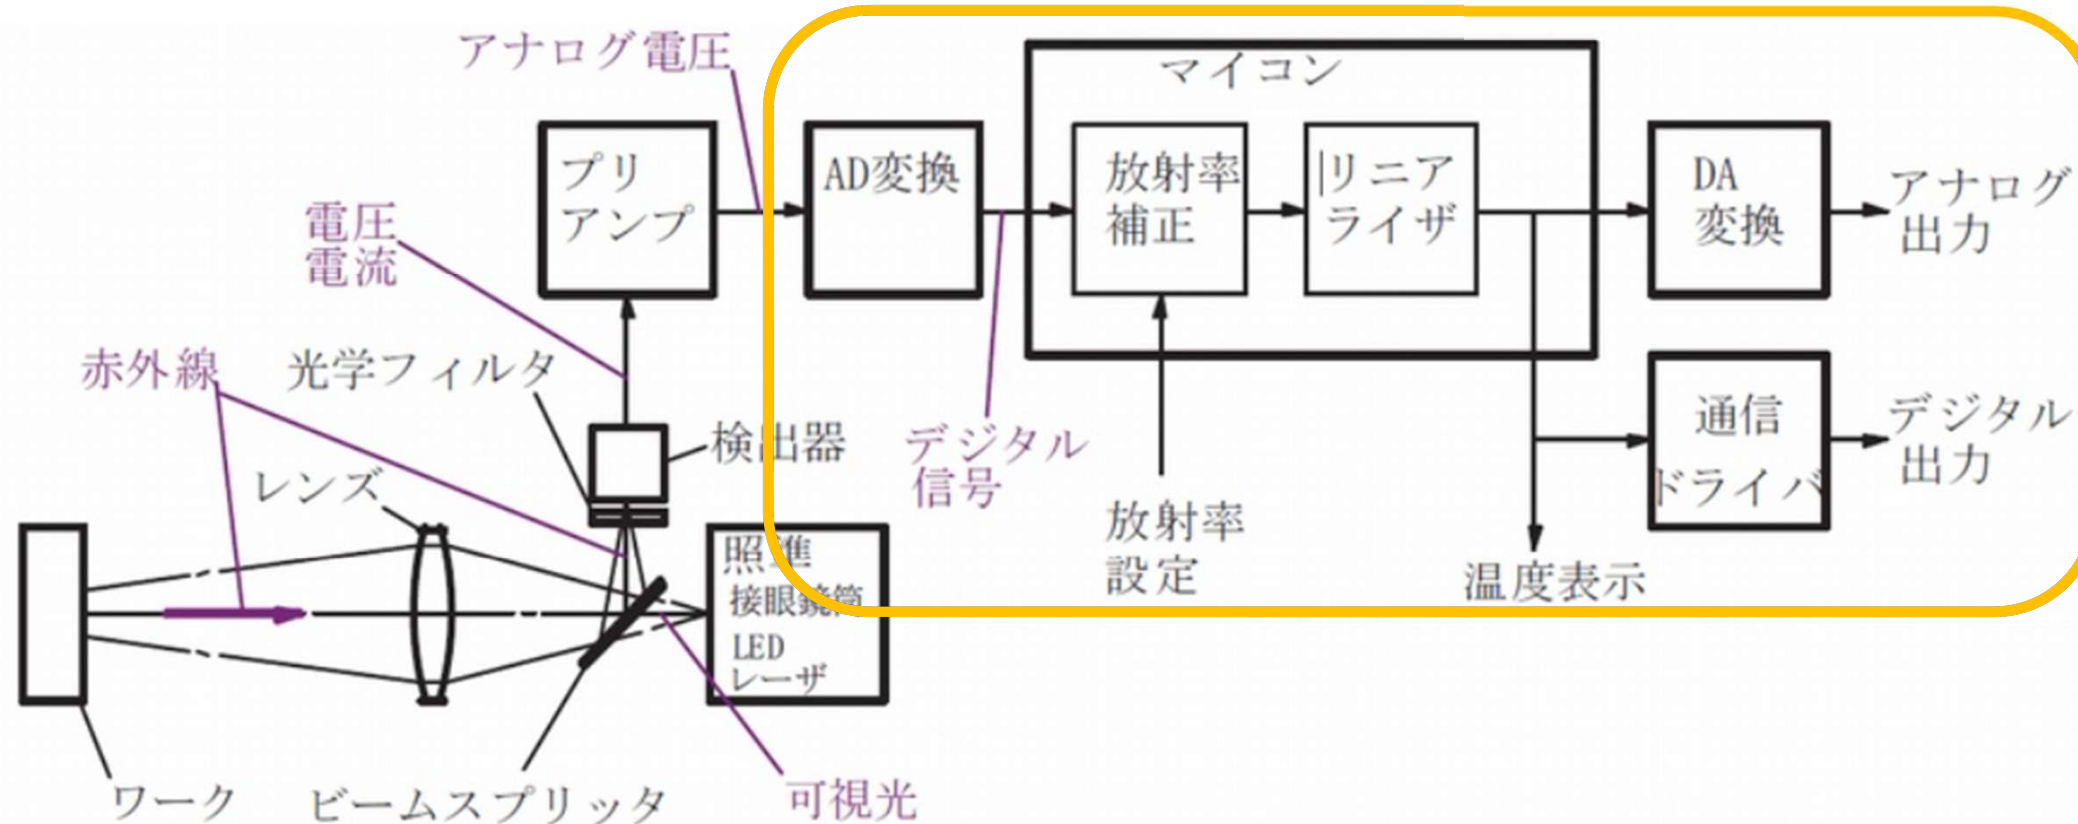 アナログ電圧
マイコン
プリ
アンプ
AD変換
放射率
補正
リニア
ライザ
DA
変換
アナログ
出力
電圧
電流
赤外線
光学フィルタ
検出器
デジタル
信号
通信
ドライバ
デジタル
出力
レンズ
放射率
設定
温度表示
照準
接眼鏡筒
LED
レーザ
ワーク
ビームスプリッタ
可視光